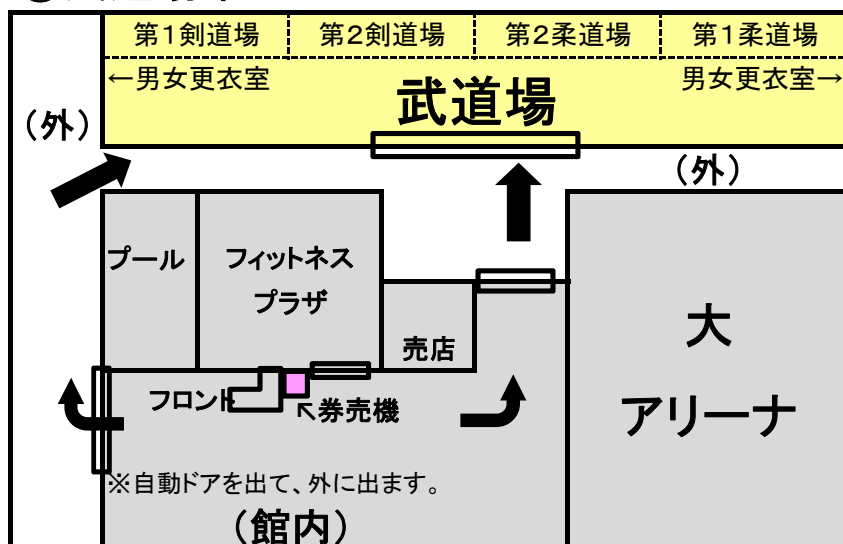 第1剣道場
第2剣道場
第2柔道場
第1柔道場
←男女更衣室
男女更衣室→
武道場
(外)
(外)
プール
フィットネス
プラザ
売店
大
アリーナ
フロント
↖券売機
※自動ドアを出て、外に出ます。
(館内)